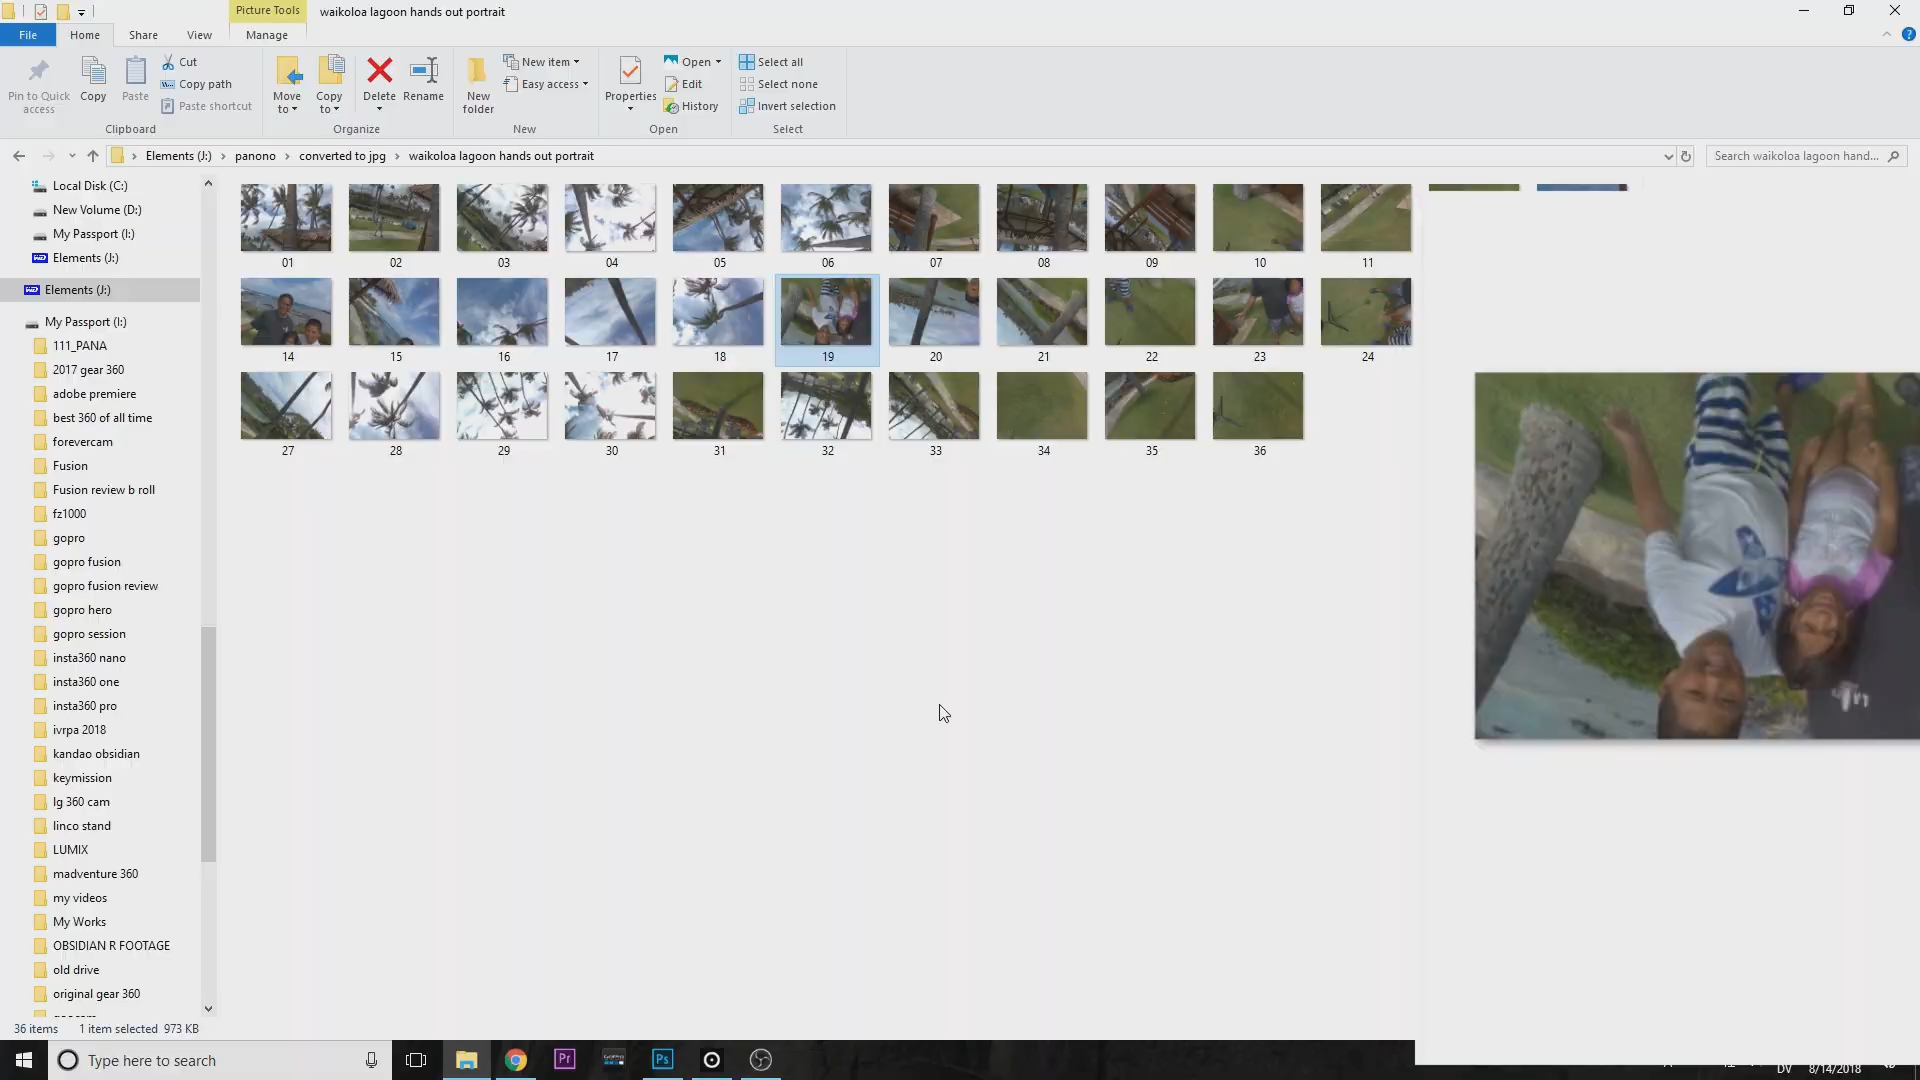 Picture Tools
waikoloa lagoon hands out portrait
File
Home
Share
View
Manage
Pin to Quick access
Copy
Paste
Cut
Copy path
Paste shortcut
Clipboard
Move to
Copy to
Delete
Rename
Organize
New folder
New item
Easy access
New
Properties
Open
Edit
History
Open
Select all
Select none
Invert selection
Select
Elements (J:) > panono > converted to jpg > waikoloa lagoon hands out portrait
Search waikoloa lagoon hand...
Local Disk (C:)
New Volume (D:)
My Passport (I:)
Elements (J:)
Elements (J:)
My Passport (I:)
111_PANA
2017 gear 360
adobe premiere
best 360 of all time
forevercam
Fusion
Fusion review b roll
fz1000
gopro
gopro fusion
gopro fusion review
gopro hero
gopro session
insta360 nano
insta360 one
insta360 pro
ivrpa 2018
kandao obsidian
keymission
lg 360 cam
linco stand
LUMIX
madventure 360
my videos
My Works
OBSIDIAN R FOOTAGE
old drive
original gear 360
01 02 03 04 05 06 07 08 09 10 11
14 15 16 17 18 19 20 21 22 23 24
27 28 29 30 31 32 33 34 35 36
36 items 1 item selected 973 KB
Type here to search
Pr
Ps
DV 8/14/2018